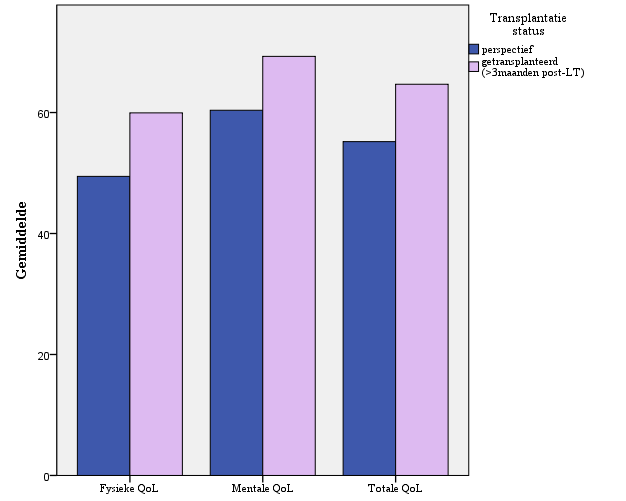 Transplantatie
status
perspectief
getransplanteerd
(>3maanden post-LT)
Gemiddelde
60
40
20
0
Fysieke QoL
Mentale QoL
Totale QoL